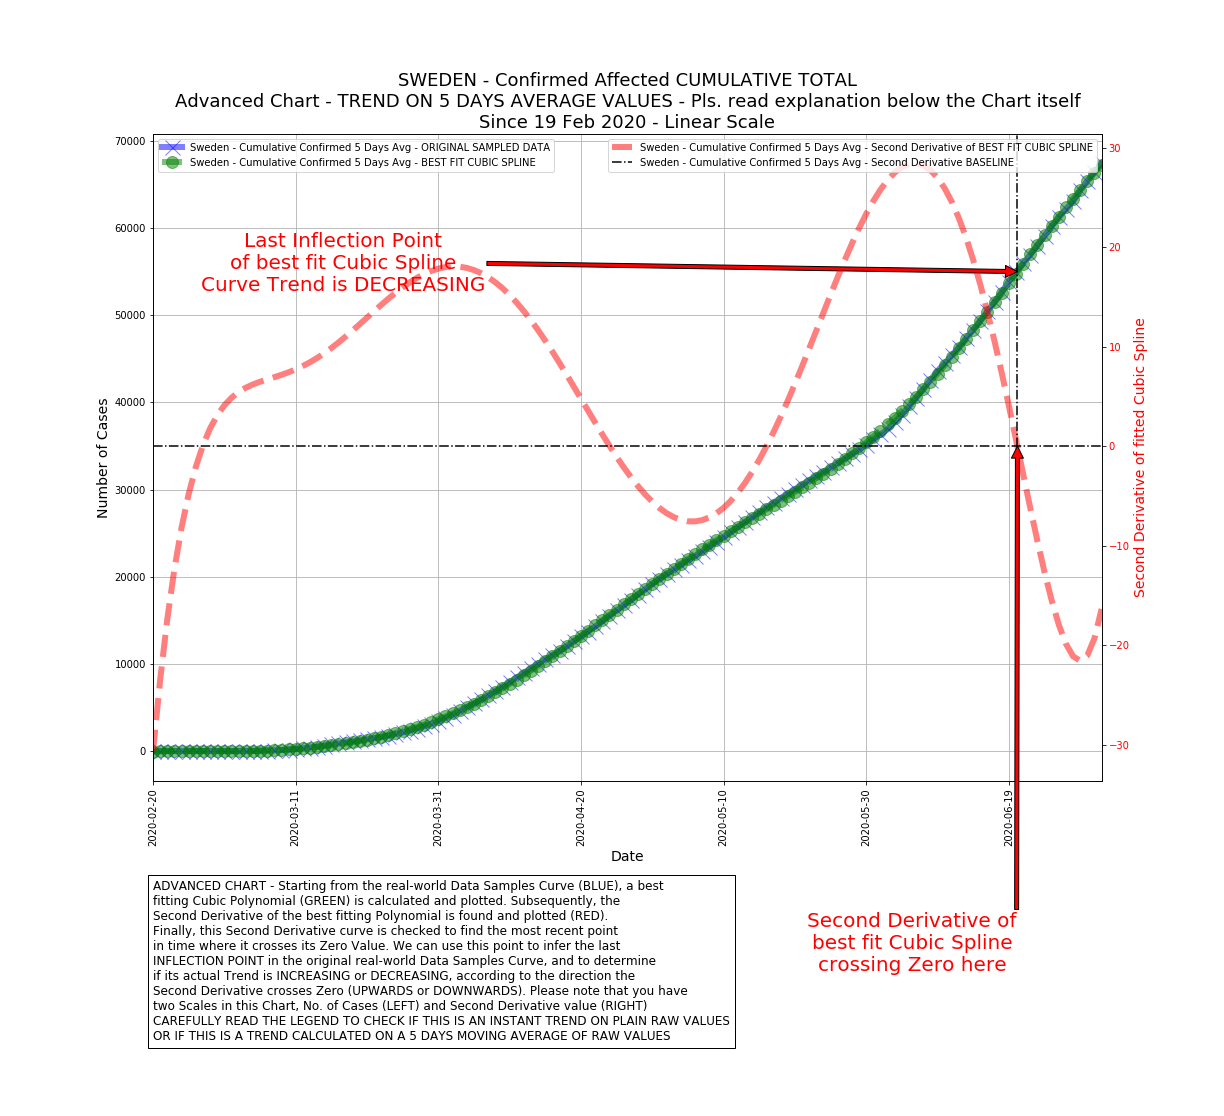 SWEDEN - Confirmed Affected CUMULATIVE TOTAL
Advanced Chart - TREND ON 5 DAYS AVERAGE VALUES - Pls. read explanation below the Chart itself
Since 19 Feb 2020 - Linear Scale
Sweden - Cumulative Confirmed 5 Days Avg - ORIGINAL SAMPLED DATA
Sweden - Cumulative Confirmed 5 Days Avg - BEST FIT CUBIC SPLINE
Sweden - Cumulative Confirmed 5 Days Avg - Second Derivative of BEST FIT CUBIC SPLINE
Sweden - Cumulative Confirmed 5 Days Avg - Second Derivative BASELINE
Last Inflection Point
of best fit Cubic Spline
Curve Trend is DECREASING
Number of Cases
70000
60000
50000
40000
30000
20000
10000
0
30
20
10
0
−10
−20
−30
Second Derivative of fitted Cubic Spline
2020-02-20
2020-03-11
2020-03-31
2020-04-20
2020-05-10
2020-05-30
2020-06-19
Date
ADVANCED CHART - Starting from the real-world Data Samples Curve (BLUE), a best
fitting Cubic Polynomial (GREEN) is calculated and plotted. Subsequently, the
Second Derivative of the best fitting Polynomial is found and plotted (RED).
Finally, this Second Derivative curve is checked to find the most recent point
in time where it crosses its Zero Value. We can use this point to infer the last
INFLECTION POINT in the original real-world Data Samples Curve, and to determine
if its actual Trend is INCREASING or DECREASING, according to the direction the
Second Derivative crosses Zero (UPWARDS or DOWNWARDS). Please note that you have
two Scales in this Chart, No. of Cases (LEFT) and Second Derivative value (RIGHT)
CAREFULLY READ THE LEGEND TO CHECK IF THIS IS AN INSTANT TREND ON PLAIN RAW VALUES
OR IF THIS IS A TREND CALCULATED ON A 5 DAYS MOVING AVERAGE OF RAW VALUES
Second Derivative of
best fit Cubic Spline
crossing Zero here